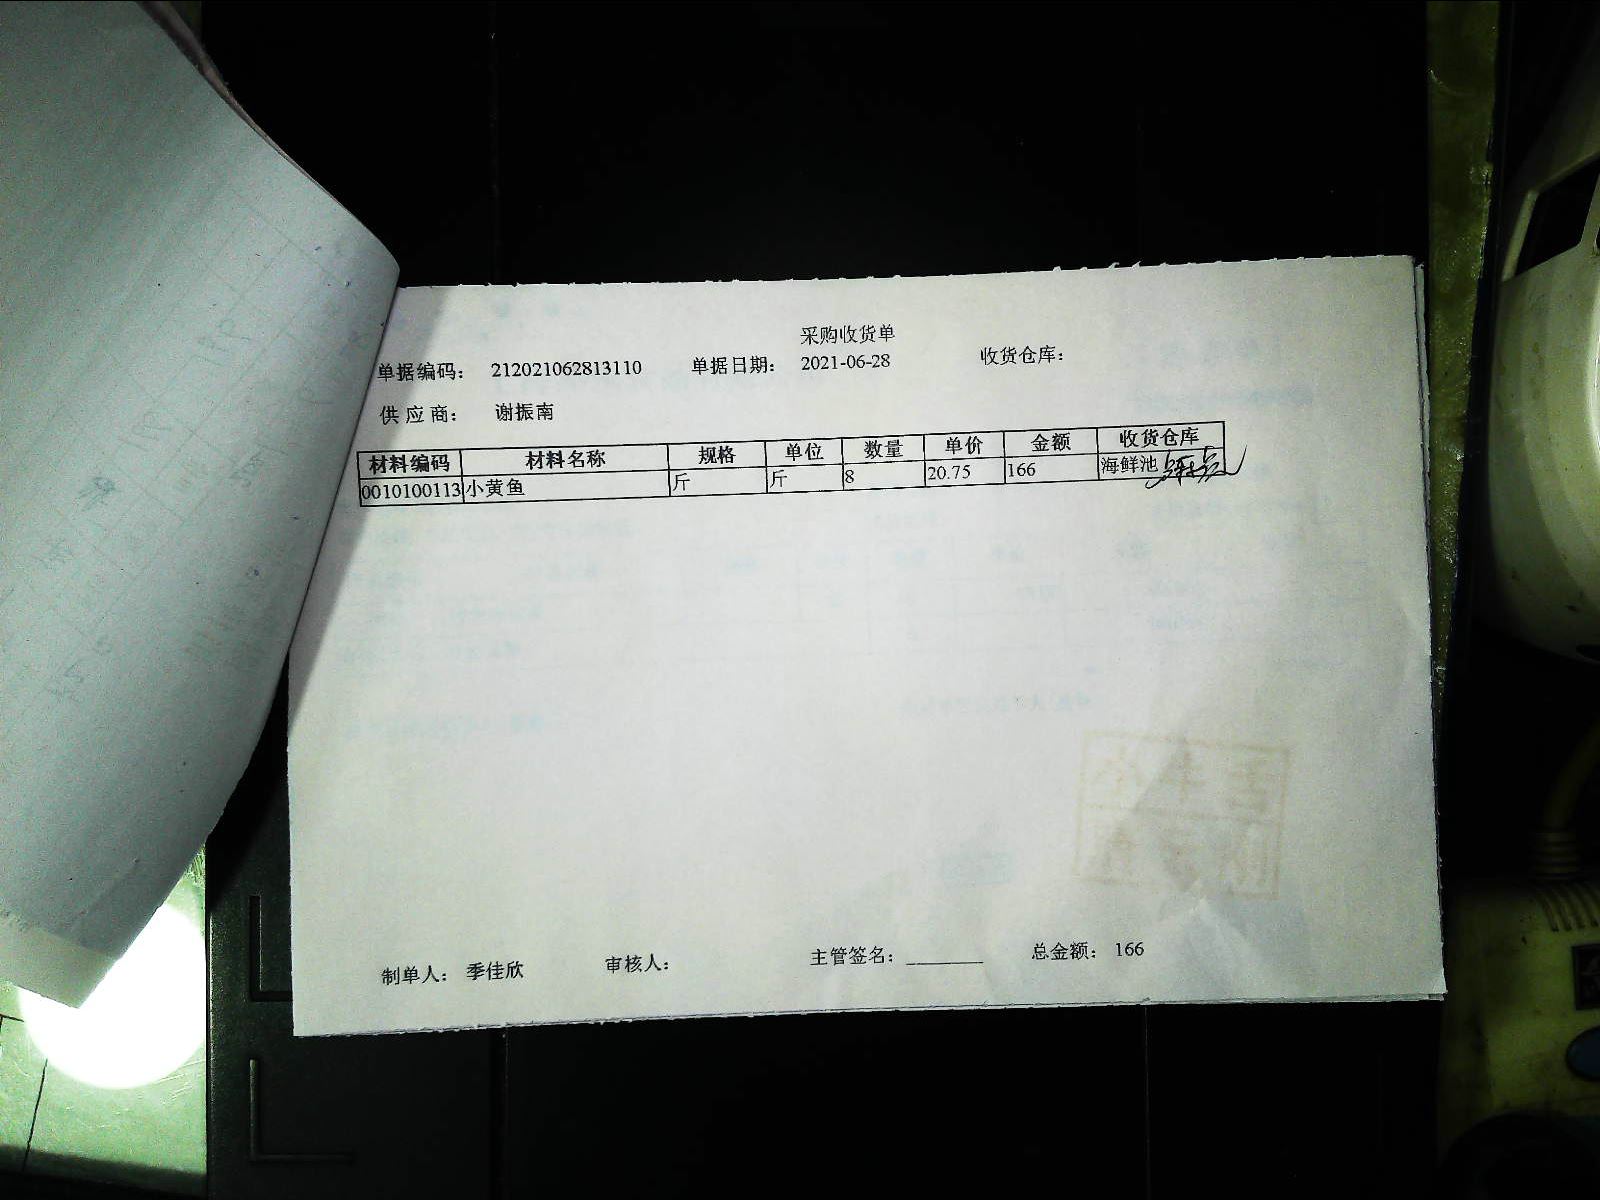 采购收货单
单据编码： 212021062813110 单据日期： 2021-06-28 收货仓库：
供应商： 谢振南
材料编码 材料名称 规格 单位 数量 单价 金额 收货仓库
0010100113 小黄鱼 斤 斤 8 20.75 166 海鲜池
制单人： 季佳欣 审核人： 主管签名：________ 总金额： 166